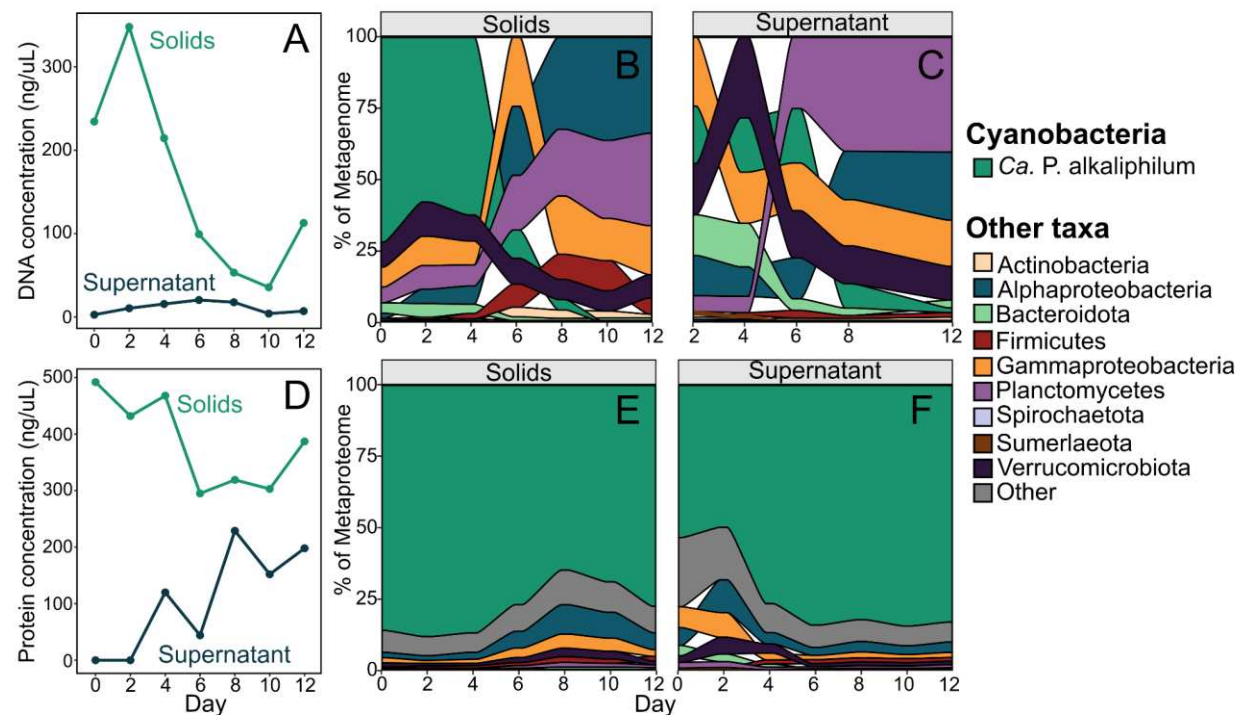 A
Solids
Supernatant
DNA concentration (ng/uL)
300
200
100
0
0 2 4 6 8 10 12
Solids
B
% of Metagenome
100
75
50
25
0
0 2 4 6 8 10 12
Supernatant
C
2 4 6 8 12
Cyanobacteria
Ca. P. alkaliphilum
Other taxa
Actinobacteria
Alphaproteobacteria
Bacteroidota
Firmicutes
Gammaproteobacteria
Planctomycetes
Spirochaetota
Sumerlaeota
Verrucomicrobiota
Other
D
Solids
Supernatant
Protein concentration (ng/uL)
500
400
300
200
100
0
0 2 4 6 8 10 12
Day
Solids
E
% of Metaproteome
100
75
50
25
0
0 2 4 6 8 10 12
Supernatant
F
0 2 4 6 8 10 12
Day